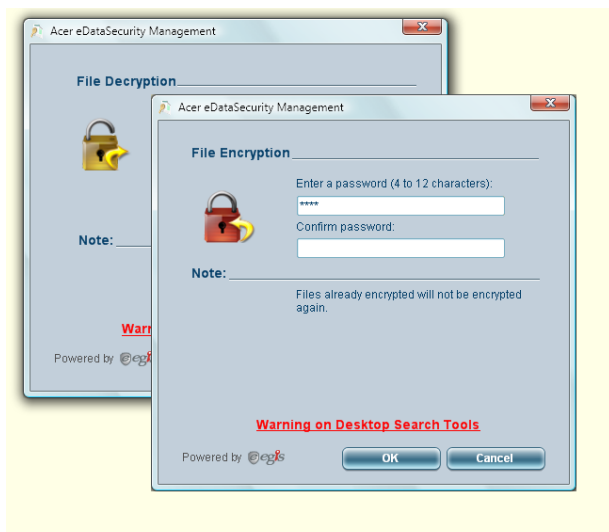 Acer eDataSecurity Management
File Decryption
Note:
Warn
Powered by egis
Acer eDataSecurity Management
File Encryption
Enter a password (4 to 12 characters):
****
Confirm password:
Note:
Files already encrypted will not be encrypted
again.
Warning on Desktop Search Tools
Powered by egis
OK
Cancel